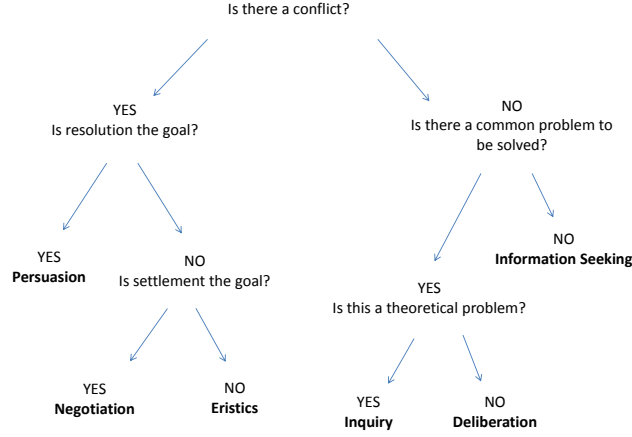 Is there a conflict?
YES
Is resolution the goal?
NO
Is there a common problem to
be solved?
YES
Persuasion
NO
Is settlement the goal?
NO
Information Seeking
YES
Is this a theoretical problem?
YES
Negotiation
NO
Eristics
YES
Inquiry
NO
Deliberation